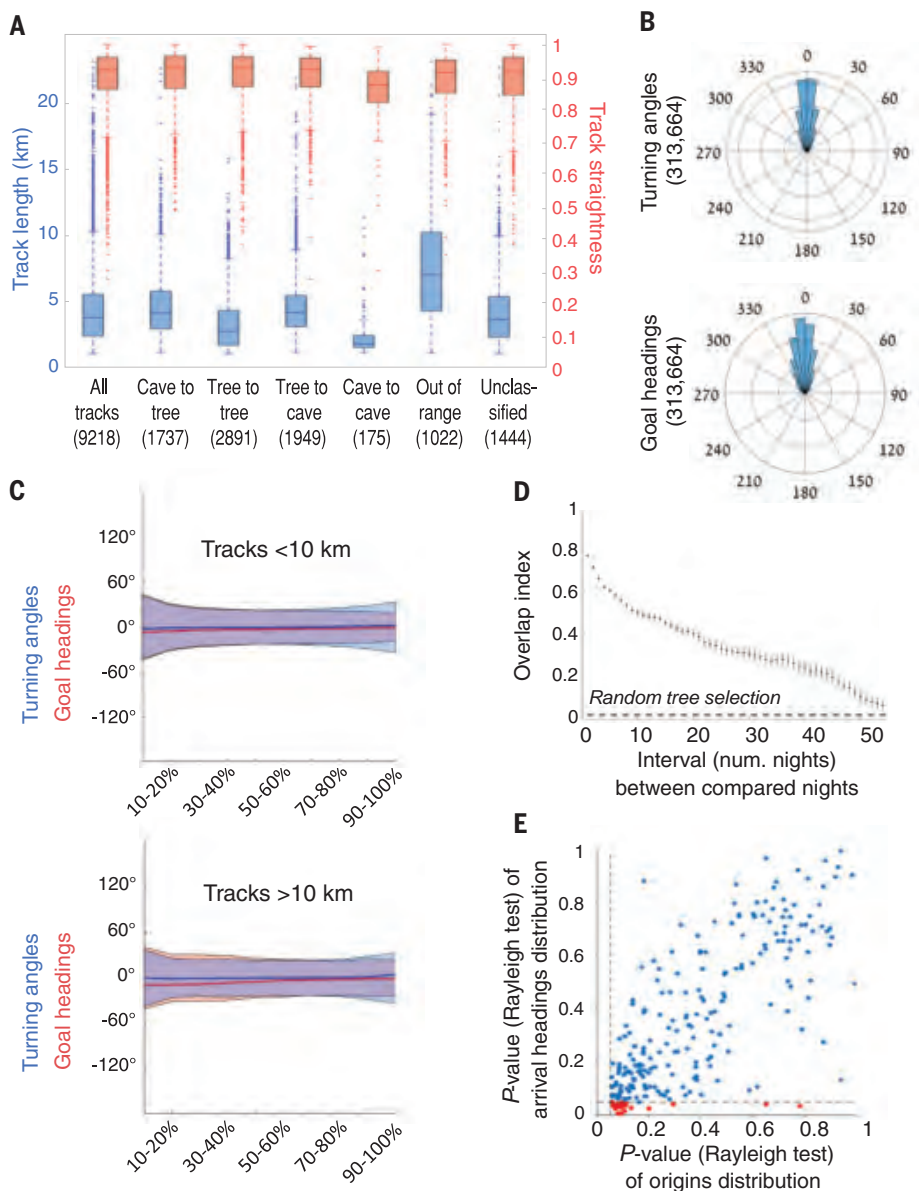 A
Track length (km)
20
15
10
5
0
1
0.9
0.8
0.7
0.6
0.5
0.4
0.3
0.2
0.1
0
Track straightness
All tracks (9218)
Cave to tree (1737)
Tree to tree (2891)
Tree to cave (1949)
Cave to cave (175)
Out of range (1022)
Unclas-sified (1444)
B
Turning angles
(313,664)
0
30
60
90
120
150
180
210
240
270
300
330
Goal headings
(313,664)
0
30
60
90
120
150
180
210
240
270
300
330
C
Turning angles
Goal headings
Tracks <10 km
120°
60°
0°
-60°
-120°
10-20%
30-40%
50-60%
70-80%
90-100%
Turning angles
Goal headings
Tracks >10 km
120°
60°
0°
-60°
-120°
10-20%
30-40%
50-60%
70-80%
90-100%
D
Overlap index
1
0.8
0.6
0.4
0.2
0
Random tree selection
0 10 20 30 40 50
Interval (num. nights)
between compared nights
E
P-value (Rayleigh test) of
arrival headings distribution
1
0.8
0.6
0.4
0.2
0
0 0.2 0.4 0.6 0.8 1
P-value (Rayleigh test)
of origins distribution